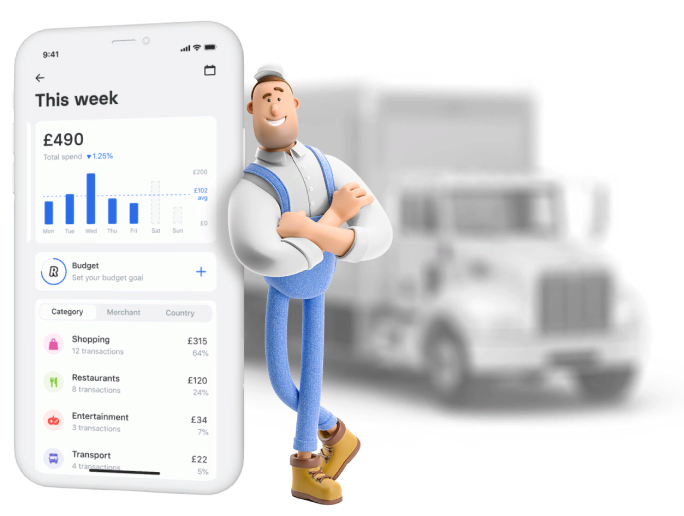 9:41
This week
£490
Total spend ▼1.25%
£200
£102
avg
£0
Mon Tue Wed Thu Fri Sat Sun
R
Budget
Set your budget goal
+
Category Merchant Country
Shopping £315
12 transactions 64%
Restaurants £120
8 transactions 24%
Entertainment £34
3 transactions 7%
Transport £22
4 transactions 5%